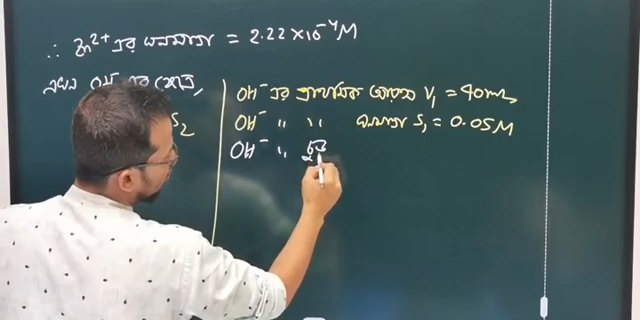 ∴ Zn²⁺ এর ঘনমাত্রা = 2.22×10⁻⁴M
এখন OH⁻ এর ক্ষেত্রে,
S₂
OH⁻ এর প্রাথমিক আয়তন V₁ = 40mL
OH⁻ " " ঘনমাত্রা S₁ = 0.05M
OH⁻ "